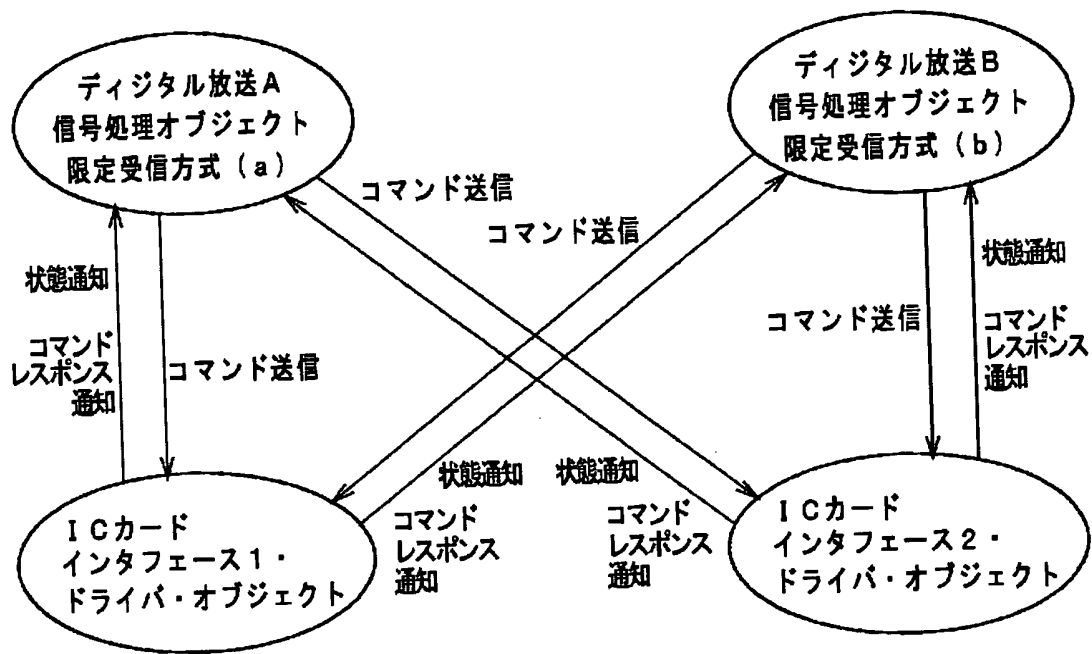 ディジタル放送A
信号処理オブジェクト
限定受信方式（a）
ディジタル放送B
信号処理オブジェクト
限定受信方式（b）
コマンド送信
コマンド送信
状態通知
コマンド
レスポンス
通知
コマンド送信
コマンド送信
状態通知
コマンド
レスポンス
通知
状態通知
コマンド
レスポンス
通知
状態通知
コマンド
レスポンス
通知
ICカード
インタフェース1・
ドライバ・オブジェクト
ICカード
インタフェース2・
ドライバ・オブジェクト